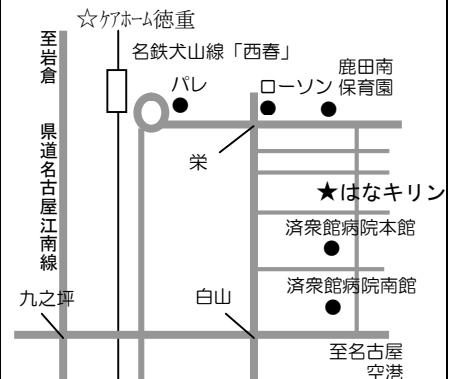 ☆ケアホーム徳重
至岩倉
県道名古屋江南線
名鉄犬山線「西春」
パレ
ローソン
鹿田南
保育園
栄
★はなキリン
済衆館病院本館
済衆館病院南館
九之坪
白山
至名古屋
空港